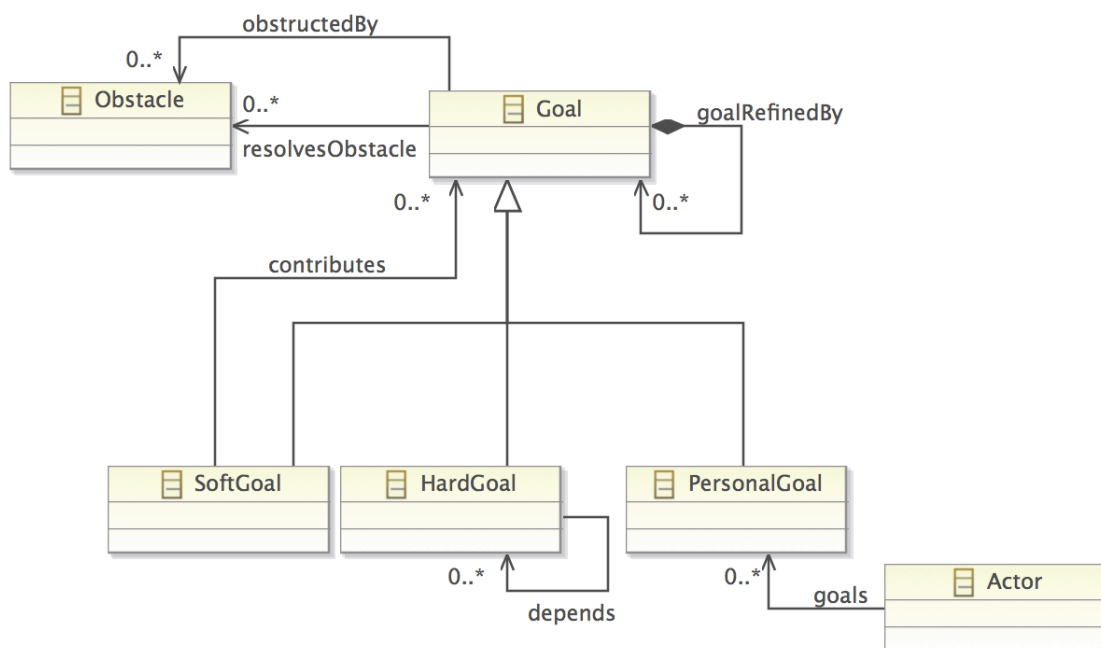 obstructedBy
0..*
Obstacle
0..*
Goal
goalRefinedBy
resolvesObstacle
0..*
0..*
contributes
SoftGoal
HardGoal
PersonalGoal
0..*
0..*
Actor
goals
depends